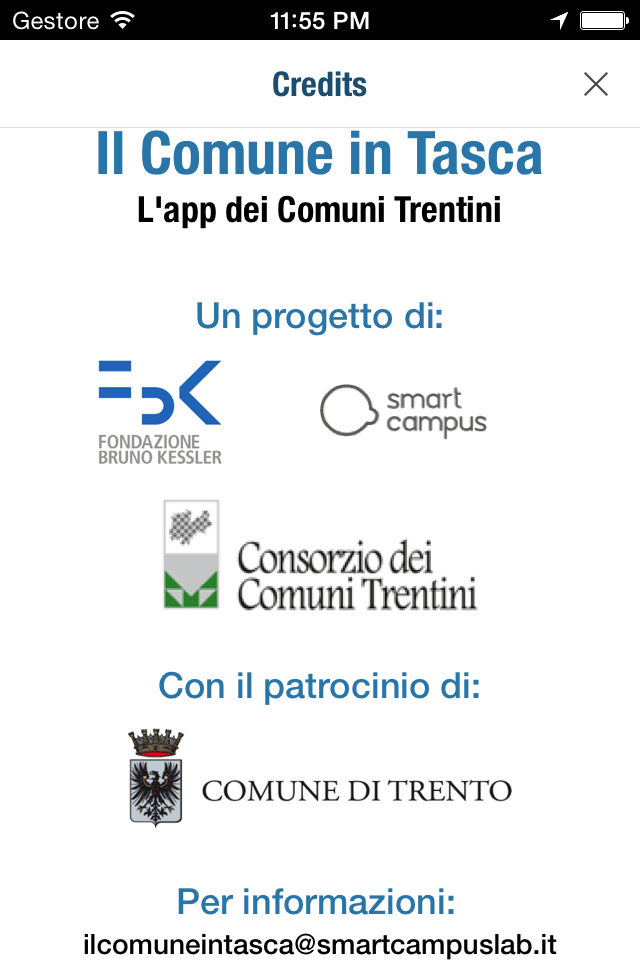 Gestore
11:55 PM
Credits
Il Comune in Tasca
L'app dei Comuni Trentini
Un progetto di:
FBK
FONDAZIONE
BRUNO KESSLER
smart
campus
Consorzio dei
Comuni Trentini
Con il patrocinio di:
COMUNE DI TRENTO
Per informazioni:
ilcomuneintasca@smartcampuslab.it